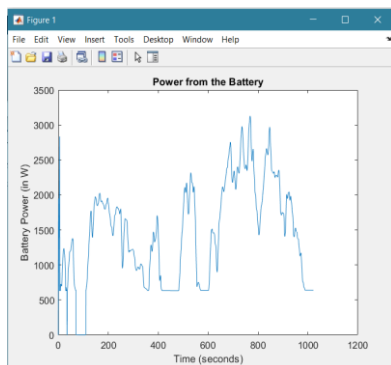 Figure 1
File Edit View Insert Tools Desktop Window Help
Power from the Battery
3500
3000
2500
2000
1500
1000
500
0
Battery Power (in W)
0 200 400 600 800 1000 1200
Time (seconds)